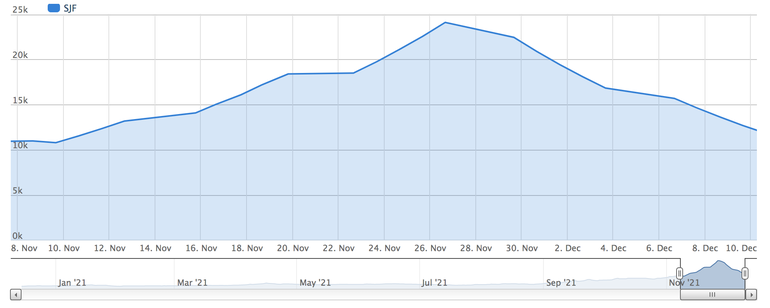 SJF
25k
20k
15k
10k
5k
0k
8. Nov 10. Nov 12. Nov 14. Nov 16. Nov 18. Nov 20. Nov 22. Nov 24. Nov 26. Nov 28. Nov 30. Nov 2. Dec 4. Dec 6. Dec 8. Dec 10. Dec
Jan '21 Mar '21 May '21 Jul '21 Sep '21 Nov '21